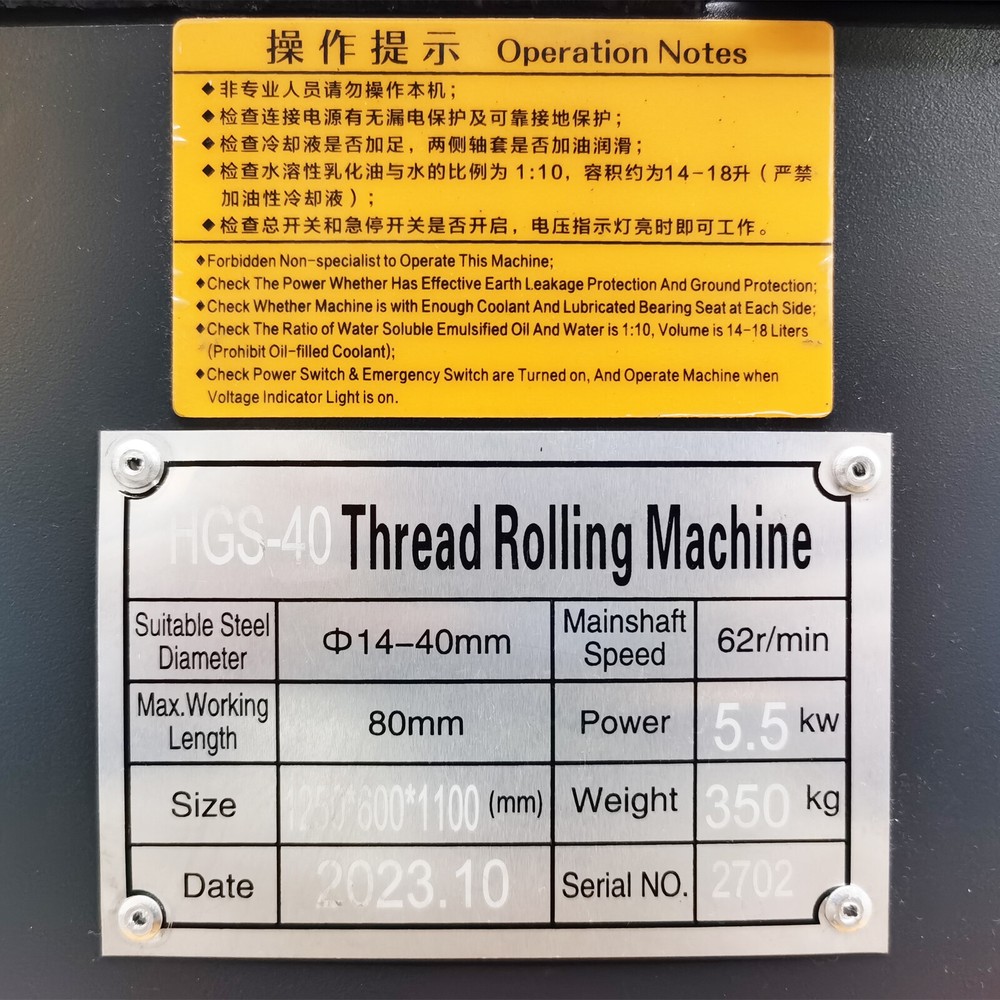 操作提示 Operation Notes
◆非专业人员请勿操作本机；
◆检查连接电源有无漏电保护及可靠接地保护；
◆检查冷却液是否加足，两侧轴套是否加油润滑；
◆检查水溶性乳化油与水的比例为 1:10，容积约为14-18升（严禁
加油性冷却液）；
◆检查总开关和急停开关是否开启，电压指示灯亮时即可工作。
◆Forbidden Non-specialist to Operate This Machine;
◆Check The Power Whether Has Effective Earth Leakage Protection And Ground Protection;
◆Check Whether Machine is with Enough Coolant And Lubricated Bearing Seat at Each Side;
◆Check The Ratio of Water Soluble Emulsified Oil And Water is 1:10, Volume is 14-18 Liters
(Prohibit Oil-filled Coolant);
◆Check Power Switch & Emergency Switch are Turned on, And Operate Machine when
Voltage Indicator Light is on.
HGS-40 Thread Rolling Machine
Suitable Steel Diameter Φ14-40mm Mainshaft Speed 62r/min
Max.Working Length 80mm Power 5.5 kw
Size 1250*600*1100 (mm) Weight 350 kg
Date 2023.10 Serial NO. 2702